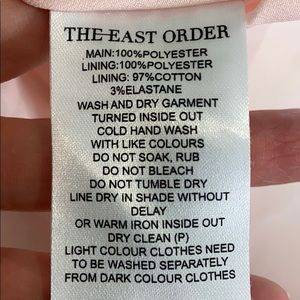 THE EAST ORDER
MAIN:100%POLYESTER
LINING:100%POLYESTER
LINING: 97%COTTON
3%ELASTANE
WASH AND DRY GARMENT
TURNED INSIDE OUT
COLD HAND WASH
WITH LIKE COLOURS
DO NOT SOAK, RUB
DO NOT BLEACH
DO NOT TUMBLE DRY
LINE DRY IN SHADE WITHOUT
DELAY
OR WARM IRON INSIDE OUT
DRY CLEAN (P)
LIGHT COLOUR CLOTHES NEED
TO BE WASHED SEPARATELY
FROM DARK COLOUR CLOTHES